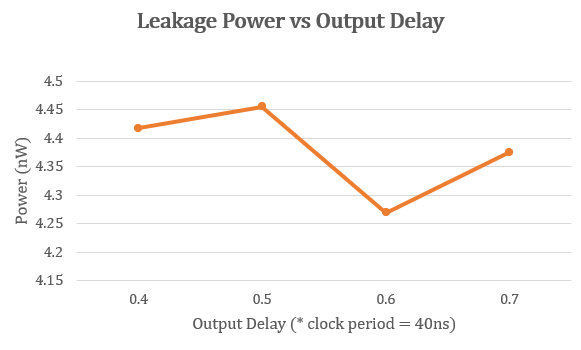 Leakage Power vs Output Delay
4.5
4.45
4.4
4.35
4.3
4.25
4.2
4.15
Power (nW)
0.4 0.5 0.6 0.7
Output Delay (* clock period = 40ns)